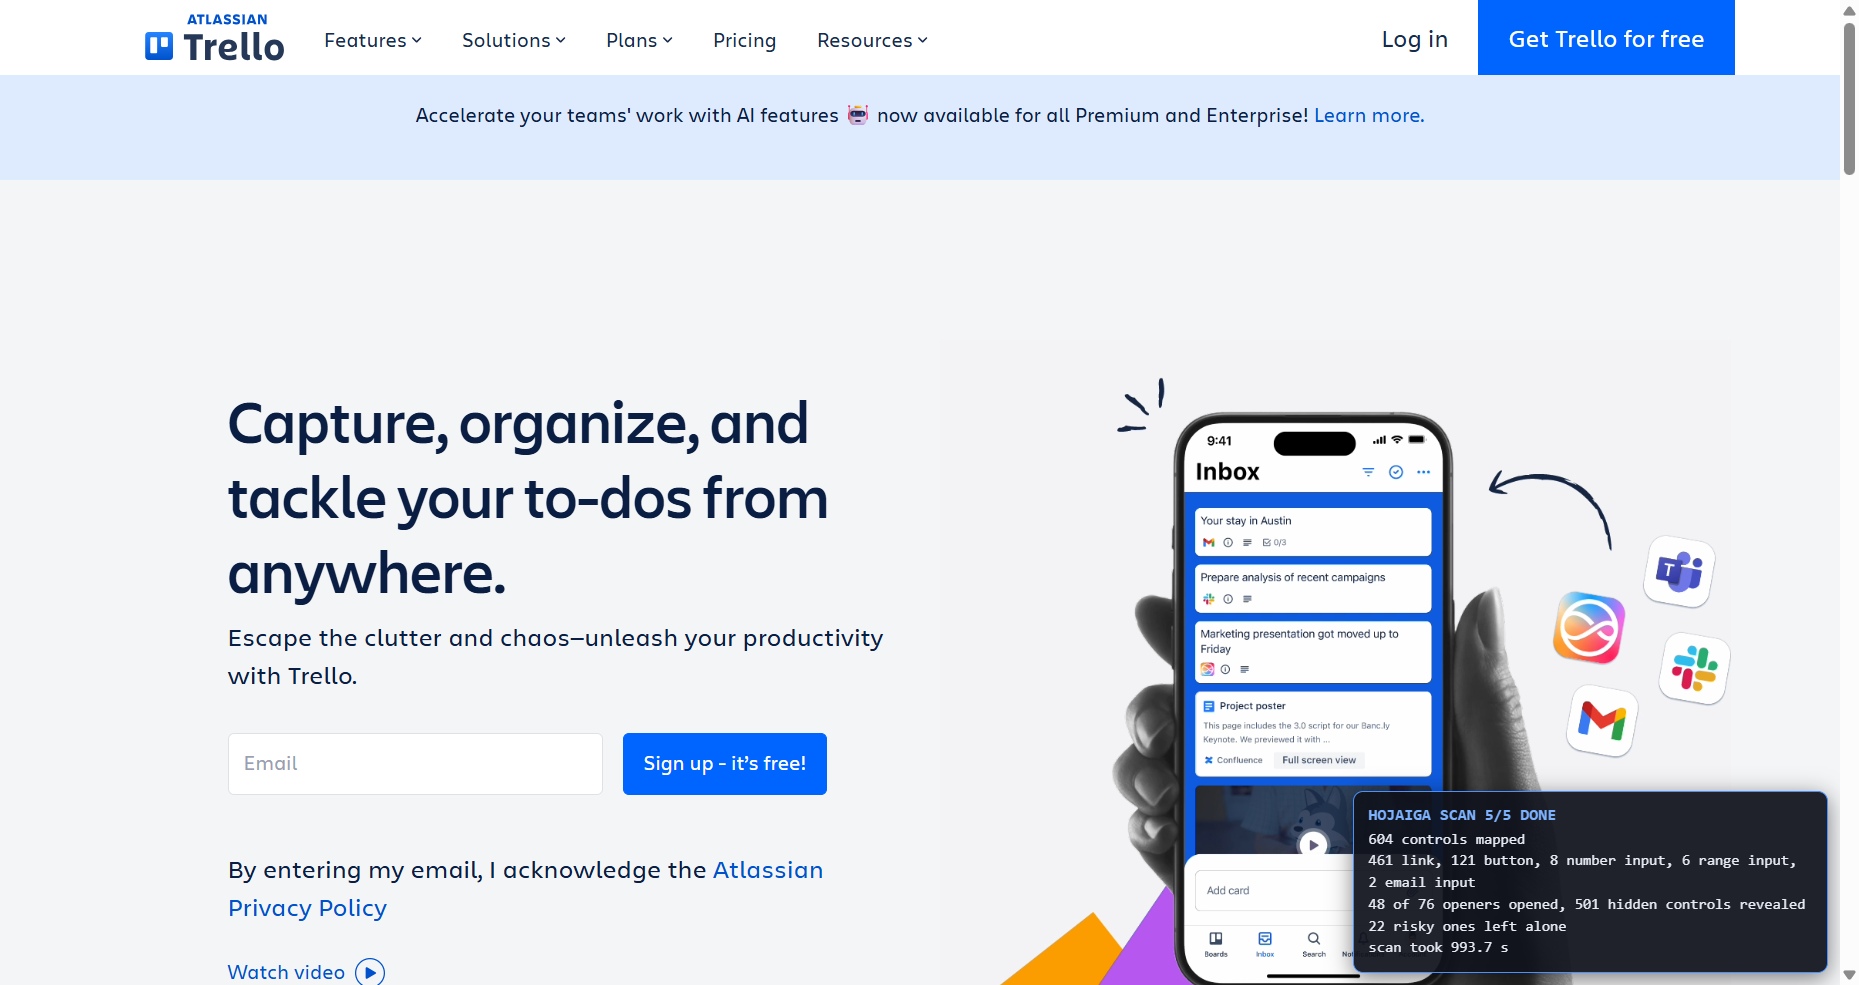 ATLASSIAN
Trello
Features
Solutions
Plans
Pricing
Resources
Log in
Get Trello for free
Accelerate your teams' work with AI features 🤖 now available for all Premium and Enterprise! Learn more.
Capture, organize, and
tackle your to-dos from
anywhere.
Escape the clutter and chaos—unleash your productivity
with Trello.
Email
Sign up - it's free!
By entering my email, I acknowledge the Atlassian
Privacy Policy
Watch video
9:41
Inbox
Your stay in Austin
0/3
Prepare analysis of recent campaigns
Marketing presentation got moved up to
Friday
Project poster
This page includes the 3.0 script for our Banc.ly
Keynote. We previewed it with ...
Confluence
Full screen view
Add card
Boards
Inbox
Search
T
HOJAIGA SCAN 5/5 DONE
604 controls mapped
461 link, 121 button, 8 number input, 6 range input,
2 email input
48 of 76 openers opened, 501 hidden controls revealed
22 risky ones left alone
scan took 993.7 s